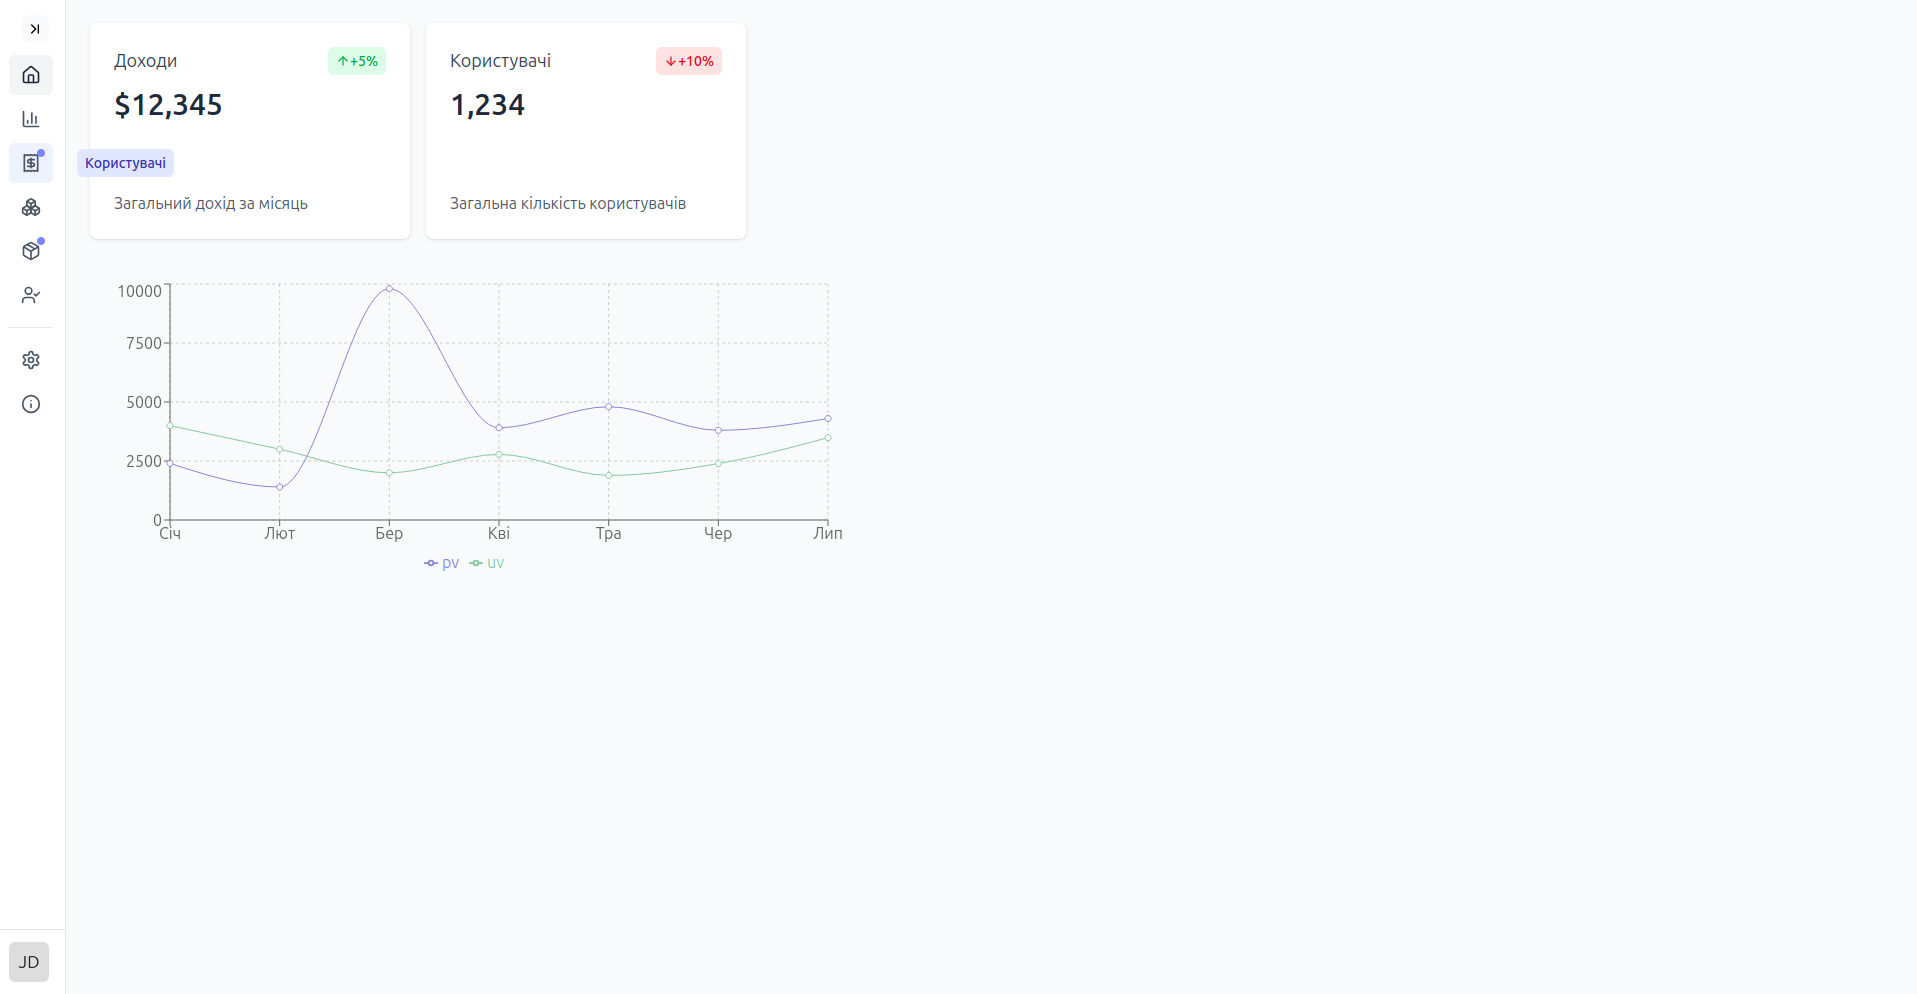 Доходи
+5%
$12,345
Загальний дохід за місяць
Користувачі
+10%
1,234
Загальна кількість користувачів
Користувачі
10000
7500
5000
2500
0
Січ Лют Бер Кві Тра Чер Лип
pv uv
JD